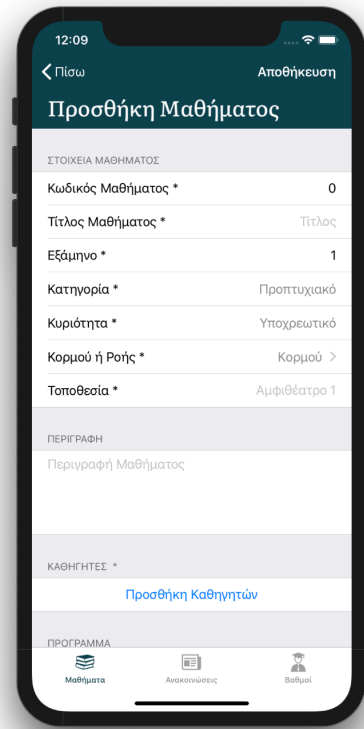 12:09
Πίσω Αποθήκευση
Προσθήκη Μαθήματος
ΣΤΟΙΧΕΙΑ ΜΑΘΗΜΑΤΟΣ
Κωδικός Μαθήματος * 0
Τίτλος Μαθήματος * Τίτλος
Εξάμηνο * 1
Κατηγορία * Προπτυχιακό
Κυριότητα * Υποχρεωτικό
Κορμού ή Ροής * Κορμού
Τοποθεσία * Αμφιθέατρο 1
ΠΕΡΙΓΡΑΦΗ
Περιγραφή Μαθήματος
ΚΑΘΗΓΗΤΕΣ *
Προσθήκη Καθηγητών
ΠΡΟΓΡΑΜΜΑ
Μαθήματα Ανακοινώσεις Βαθμοί